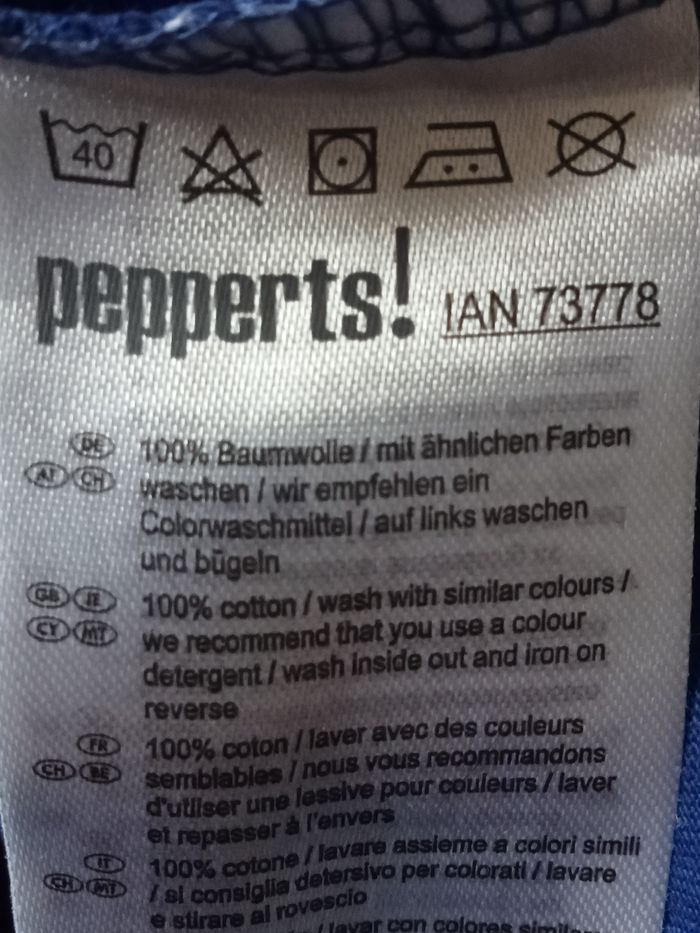 40
pepperts! IAN 73778
DE 100% Baumwolle / mit ähnlichen Farben
AT CH waschen / wir empfehlen ein
Colorwaschmittel / auf links waschen
und bügeln
GB IE 100% cotton / wash with similar colours /
CY MT we recommend that you use a colour
detergent / wash inside out and iron on
reverse
FR 100% coton / laver avec des couleurs
CH BE semblables / nous vous recommandons
d'utliser une lessive pour couleurs / laver
et repasser à l'envers
IT 100% cotone / lavare assieme a colori simili
CH MT / si consiglia detersivo per colorati / lavare
e stirare al rovescio
/ lavar con colores